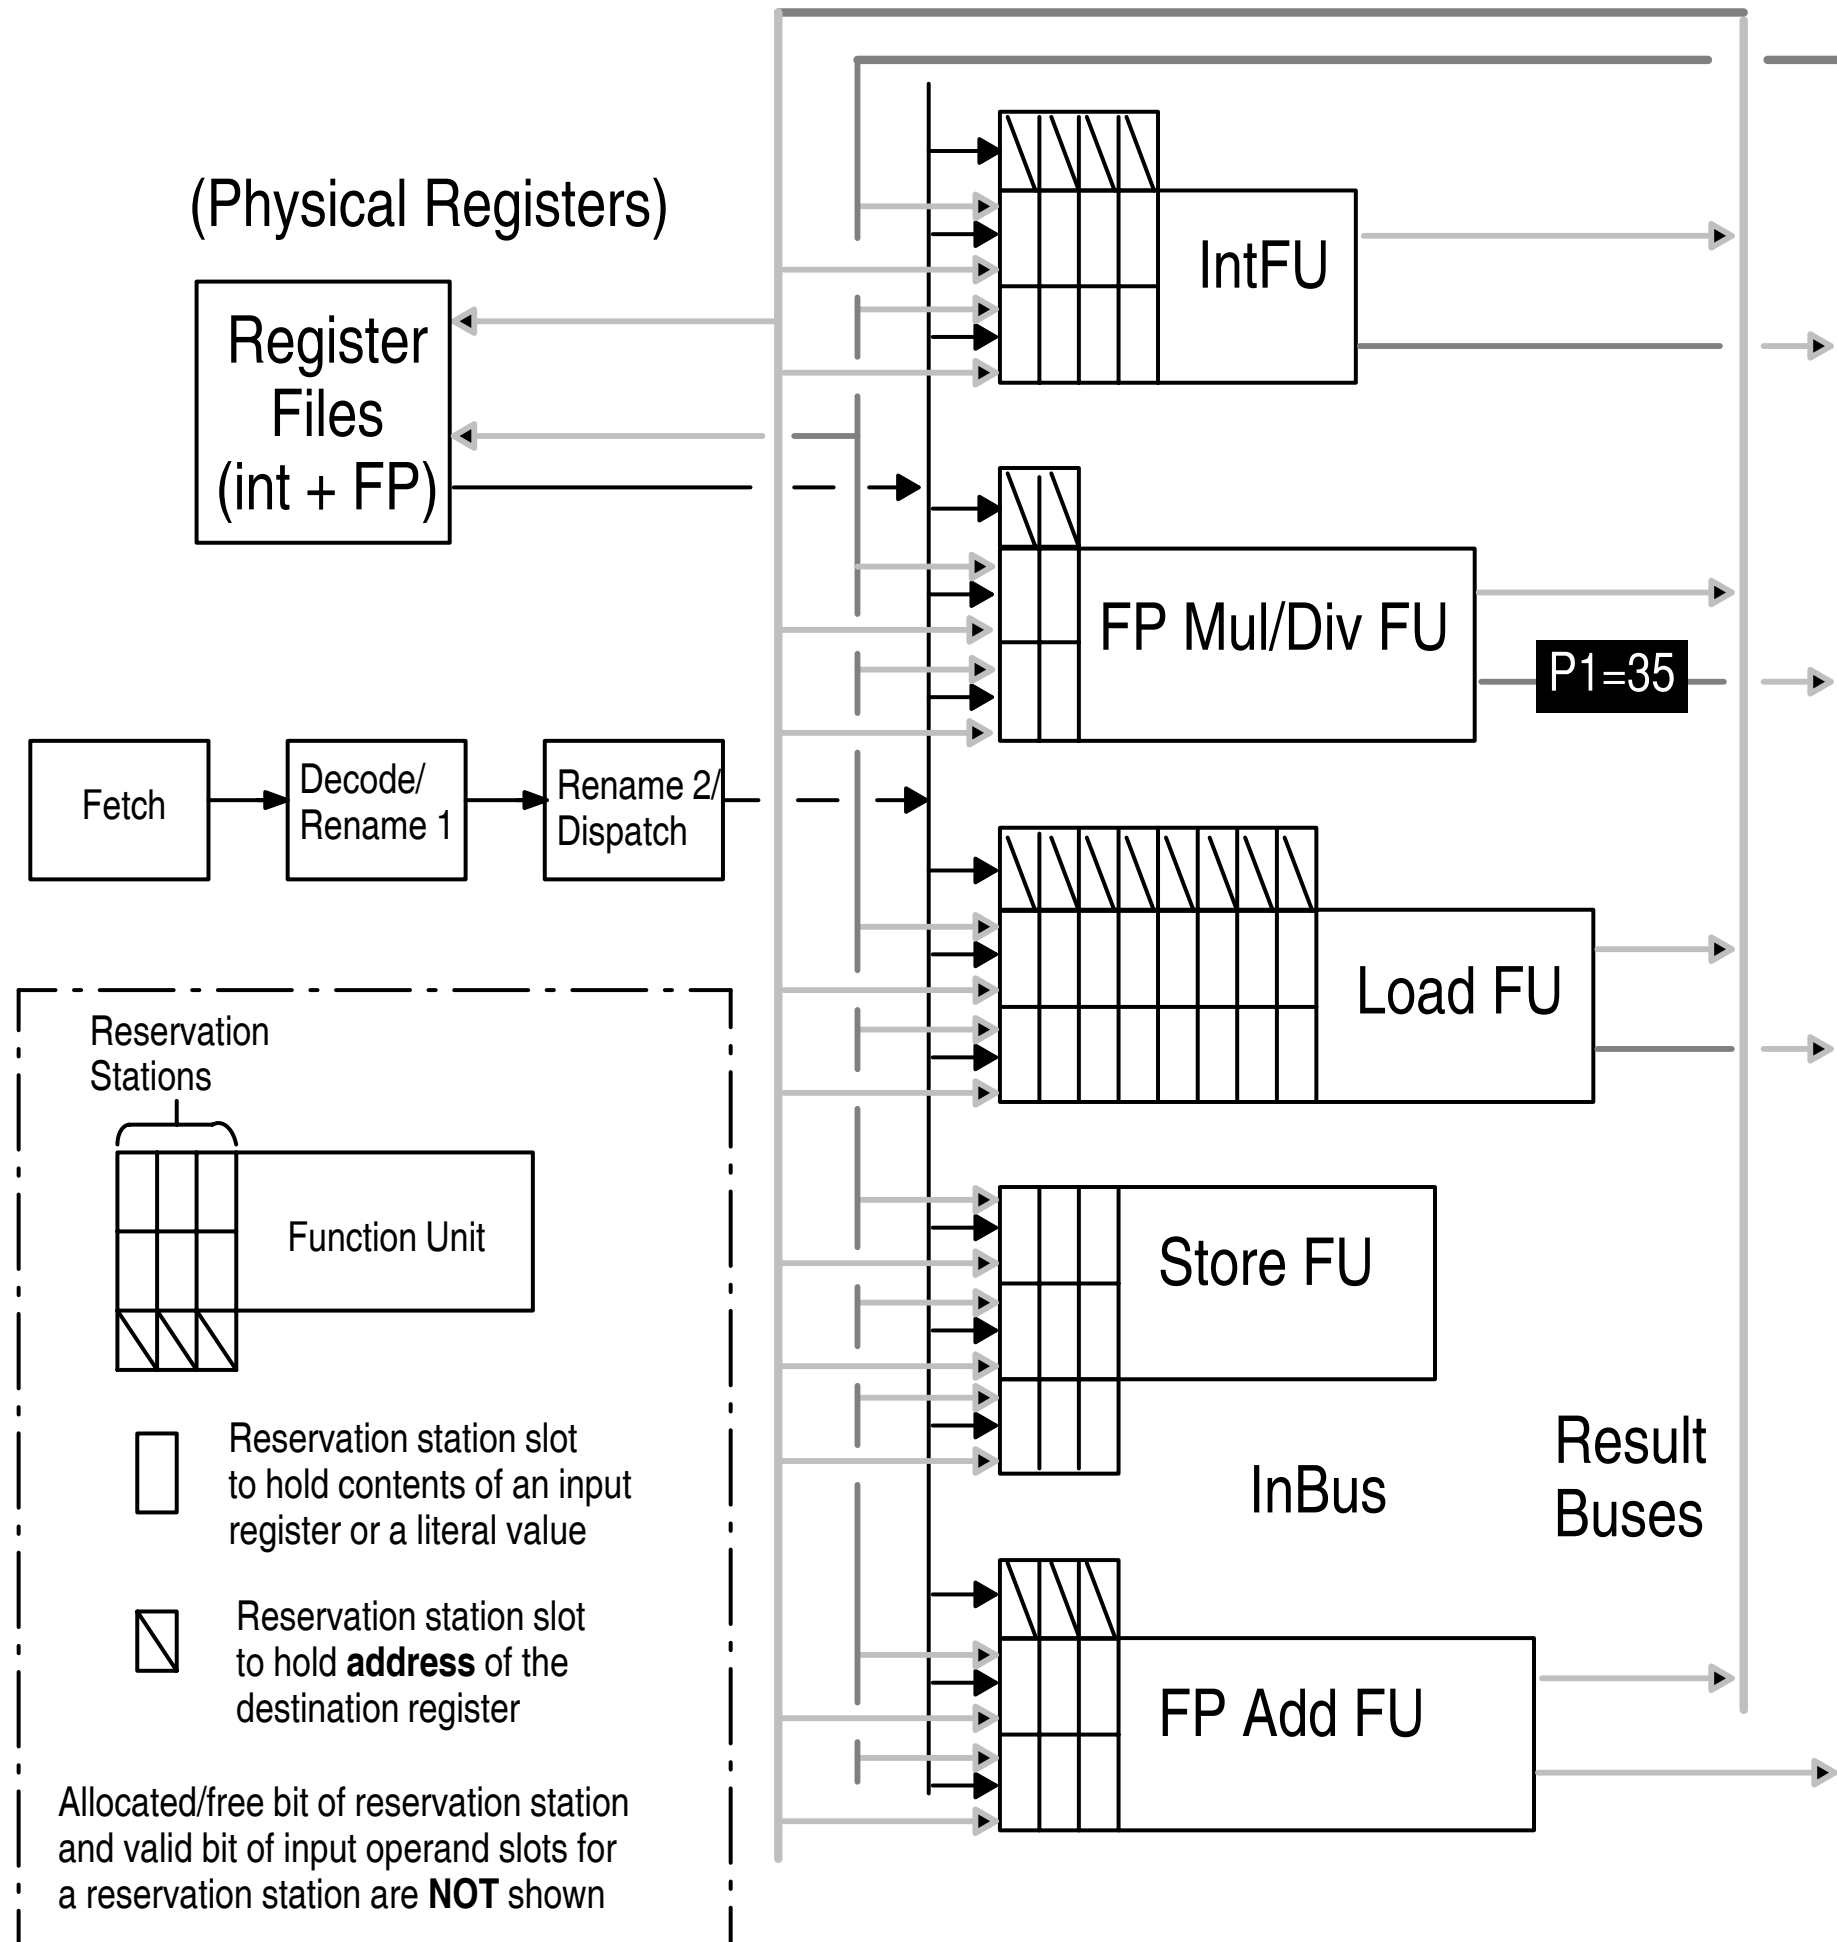 (Physical Registers)
Register
Files
(int + FP)
IntFU
FP Mul/Div FU
P1=35
Fetch
Decode/
Rename 1
Rename 2/
Dispatch
Load FU
Reservation
Stations
Function Unit
Store FU
Reservation station slot
to hold contents of an input
register or a literal value
InBus
Result
Buses
Reservation station slot
to hold address of the
destination register
FP Add FU
Allocated/free bit of reservation station
and valid bit of input operand slots for
a reservation station are NOT shown